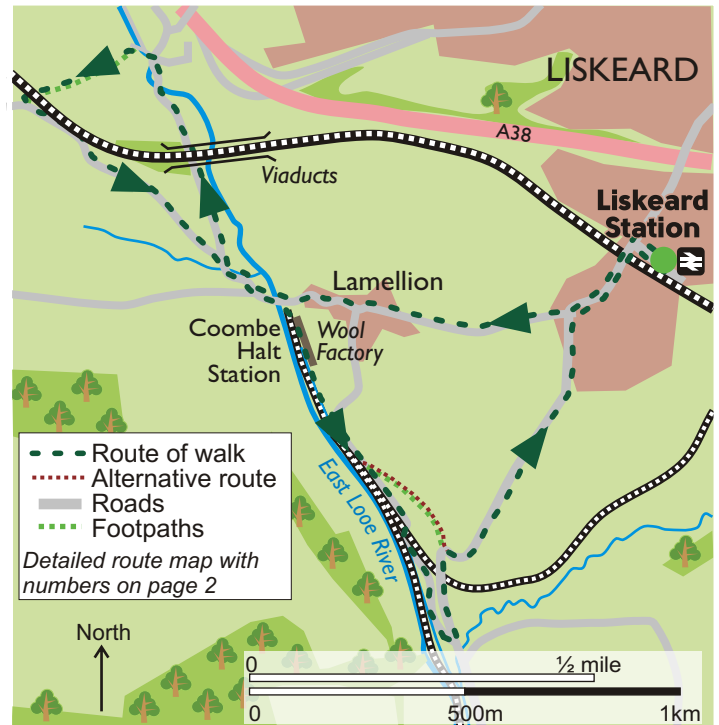 LISKEARD
A38
Viaducts
Liskeard
Station
Lamellion
Coombe
Halt
Station
Wool
Factory
East Looe River
Route of walk
Alternative route
Roads
Footpaths
Detailed route map with
numbers on page 2
North
0 ½ mile
0 500m 1km